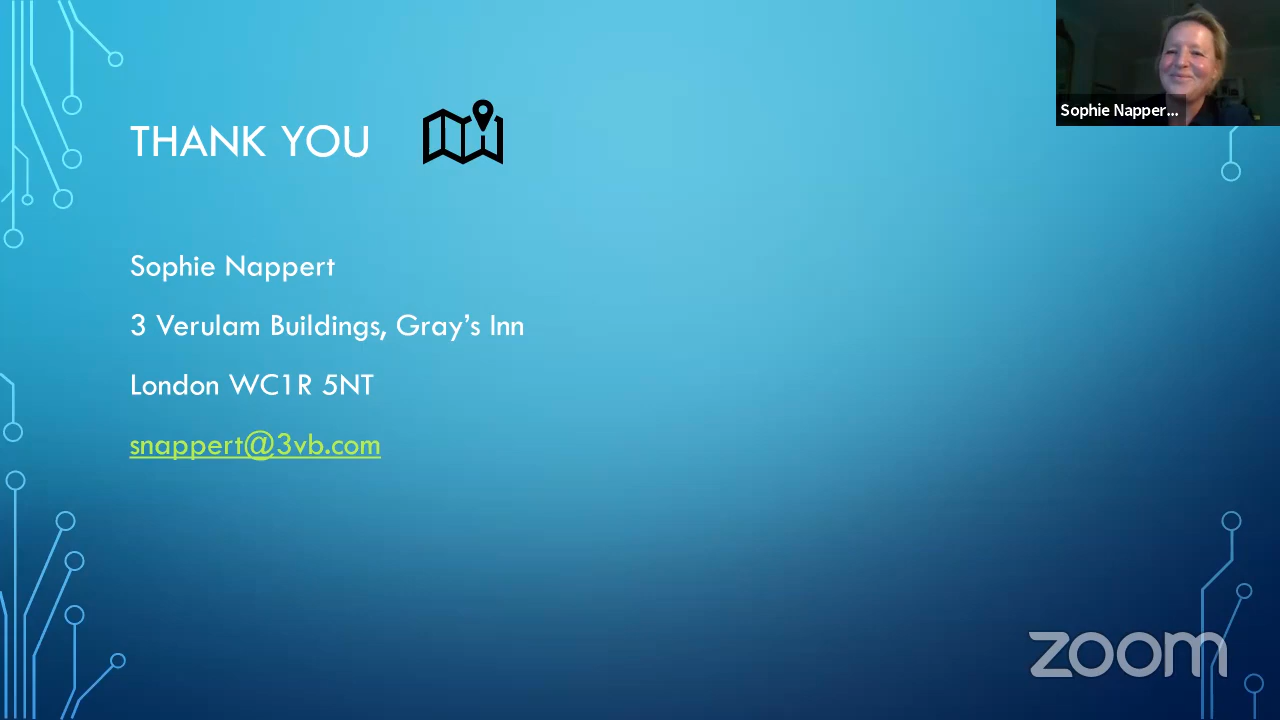 Sophie Napper...
THANK YOU
Sophie Nappert
3 Verulam Buildings, Gray’s Inn
London WC1R 5NT
snappert@3vb.com
zoom